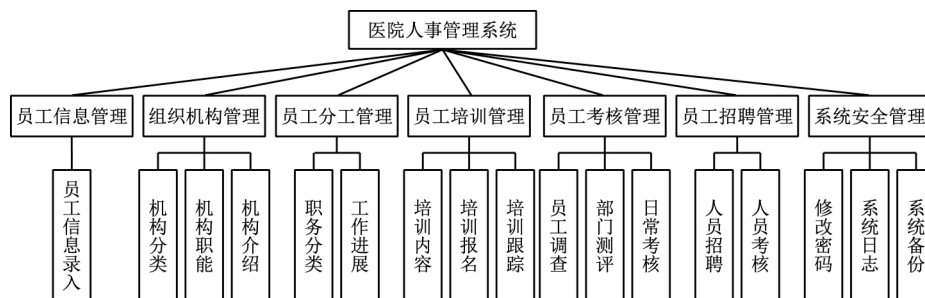 医院人事管理系统
员工信息管理
组织机构管理
员工分工管理
员工培训管理
员工考核管理
员工招聘管理
系统安全管理
员工信息录入
机构分类
机构职能
机构介绍
职务分类
工作进展
培训内容
培训报名
培训跟踪
员工调查
部门测评
日常考核
人员招聘
人员考核
修改密码
系统日志
系统备份